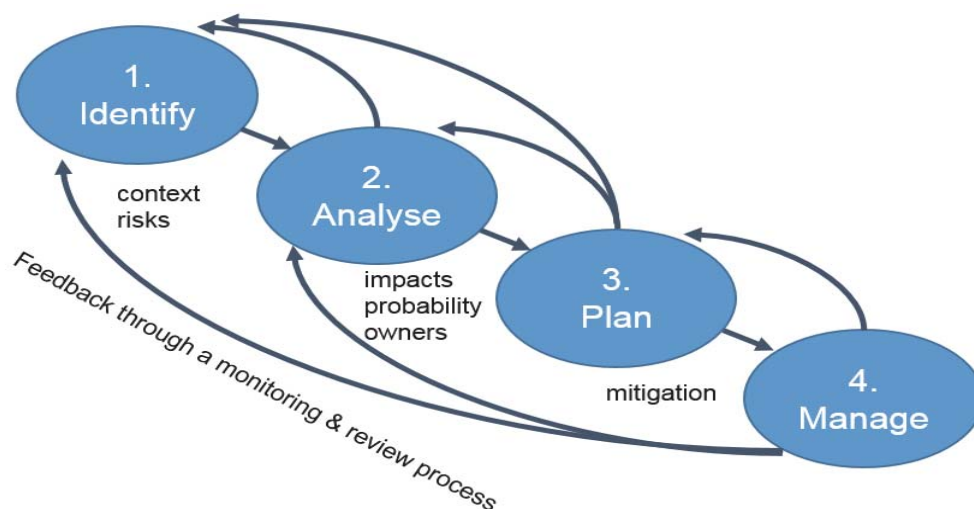 1.
Identify
context
risks
2.
Analyse
impacts
probability
owners
3.
Plan
mitigation
4.
Manage
Feedback through a monitoring & review process